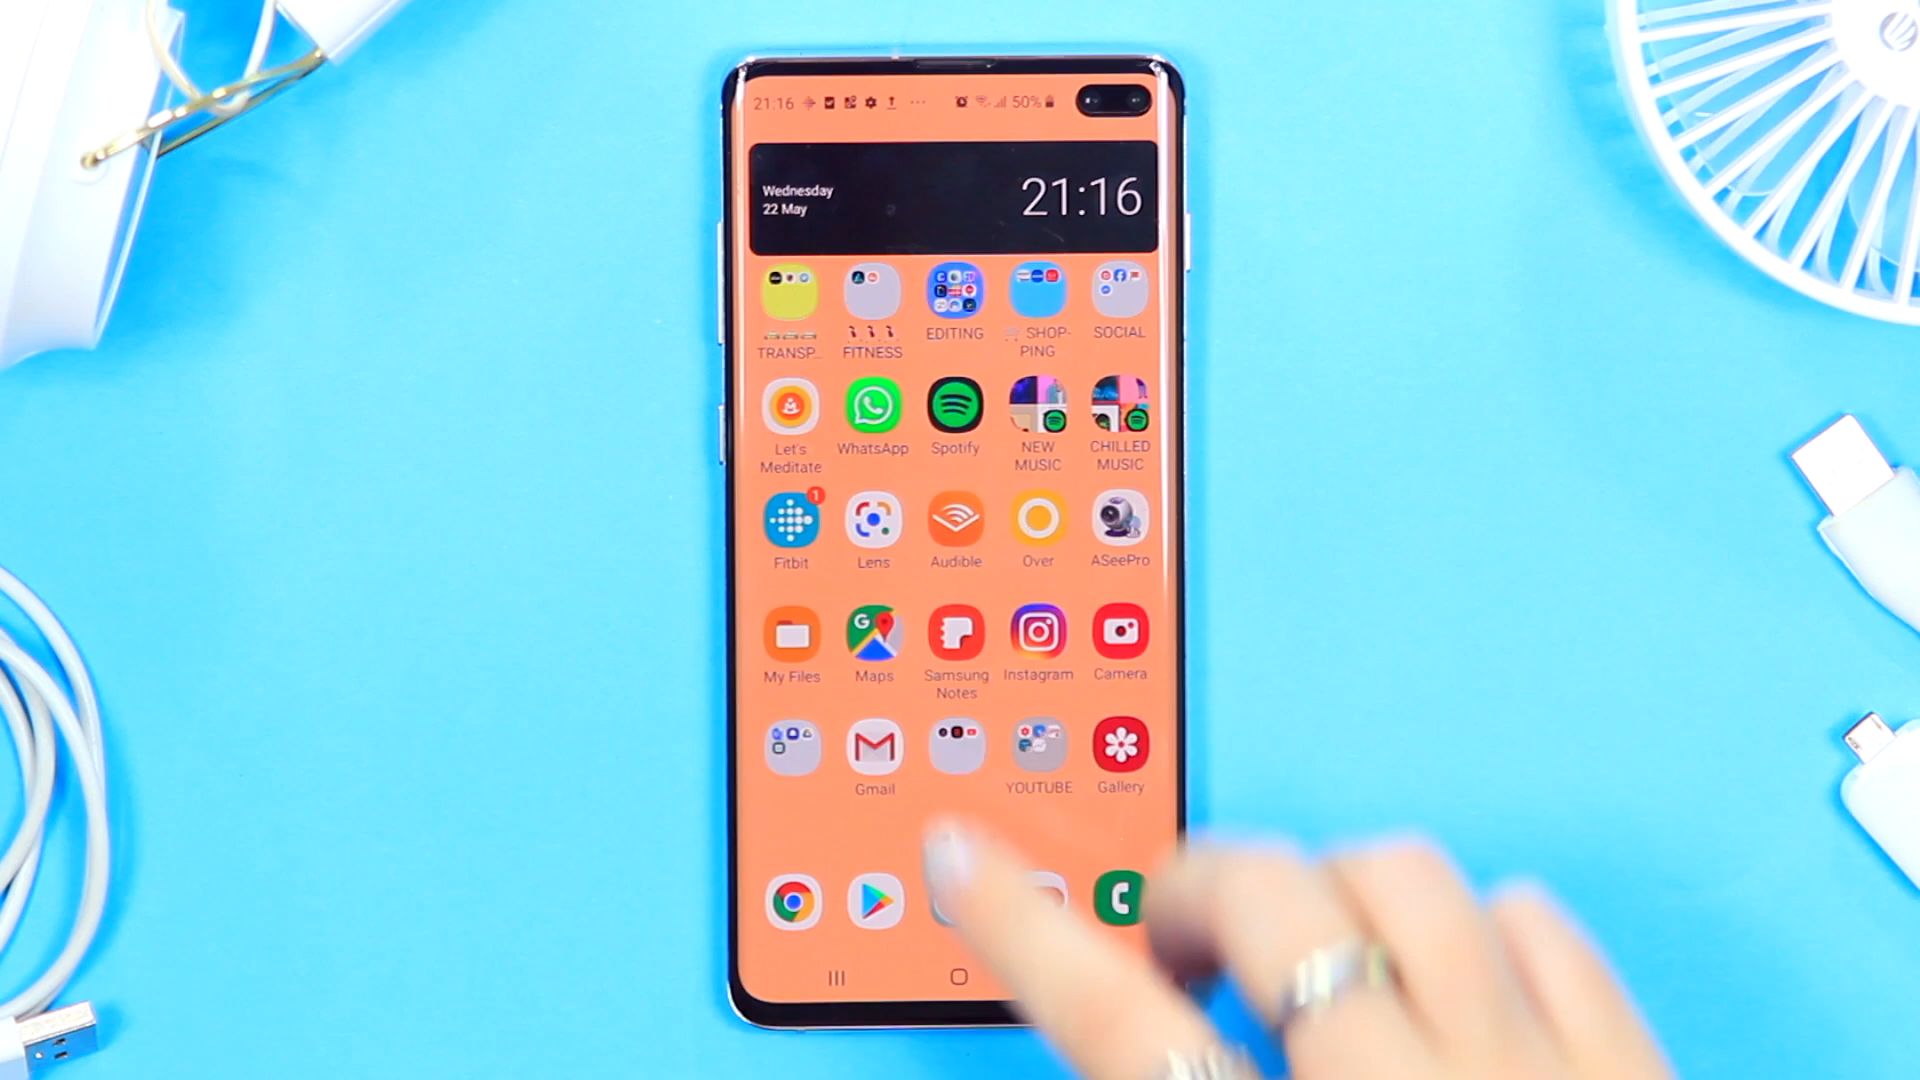 21:16 50%
Wednesday
22 May
21:16
TRANSP...
FITNESS
EDITING
SHOP-
PING
SOCIAL
Let's
Meditate
WhatsApp
Spotify
NEW
MUSIC
CHILLED
MUSIC
1
Fitbit
Lens
Audible
Over
ASeePro
My Files
G
Maps
Samsung
Notes
Instagram
Camera
Gmail
YOUTUBE
Gallery